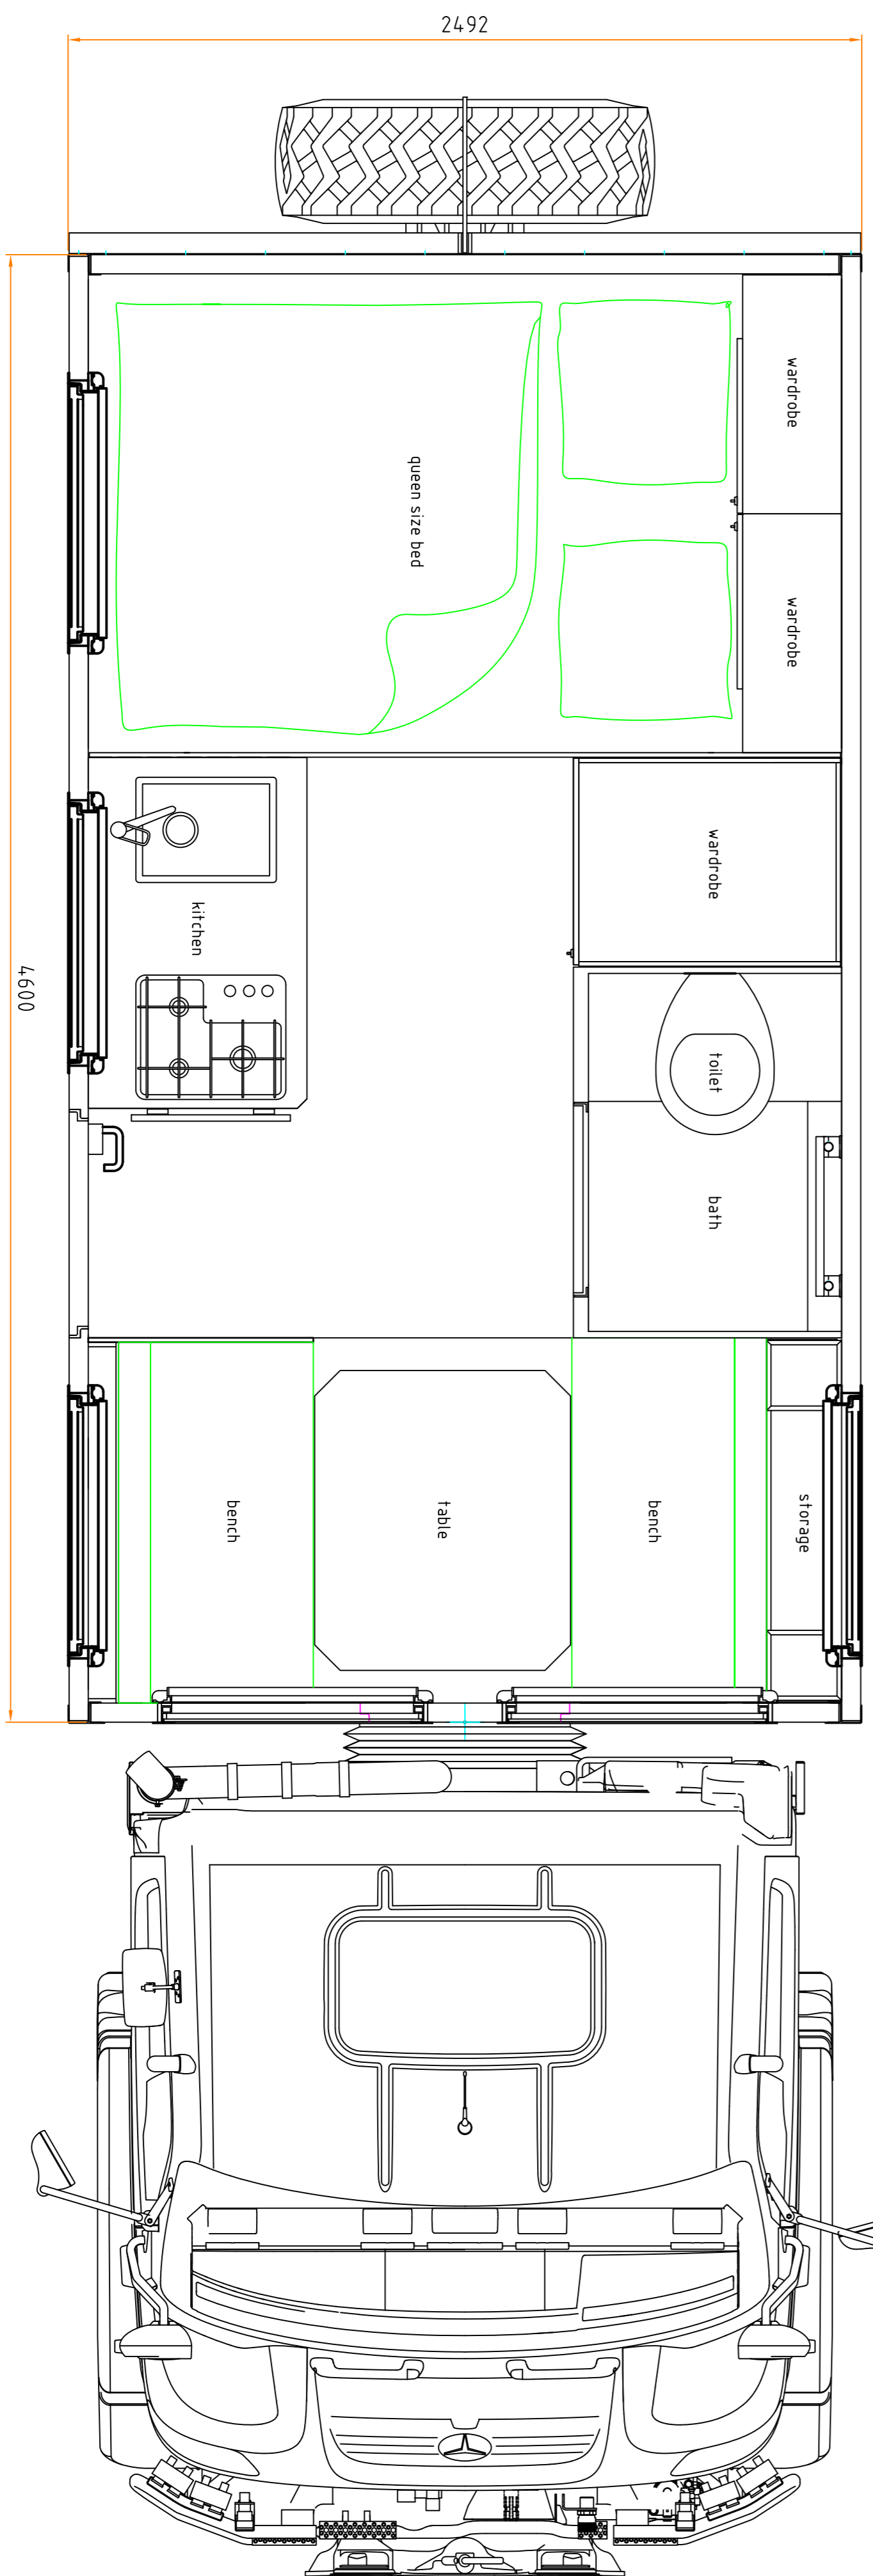 2492
wardrobe
queen size bed
wardrobe
wardrobe
kitchen
4600
toilet
bath
bench
table
bench
storage